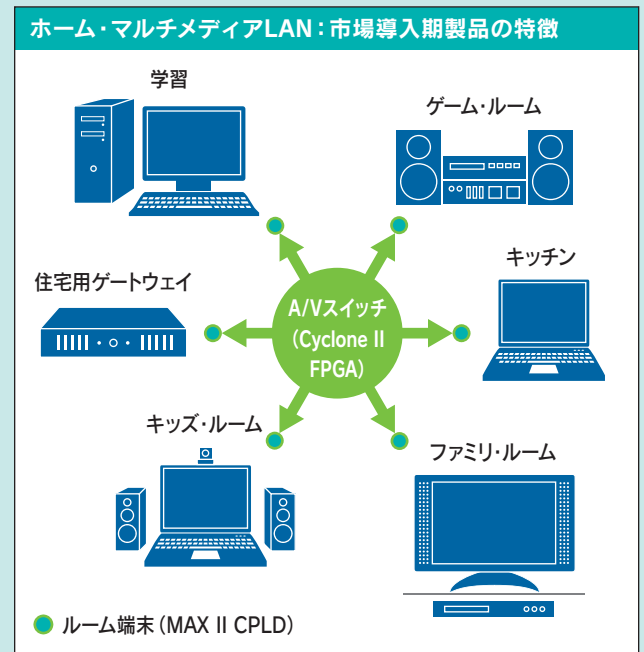 ホーム・マルチメディアLAN：市場導入期製品の特徴
学習
ゲーム・ルーム
住宅用ゲートウェイ
キッチン
A/Vスイッチ
（Cyclone II
FPGA）
キッズ・ルーム
ファミリ・ルーム
ルーム端末（MAX II CPLD）